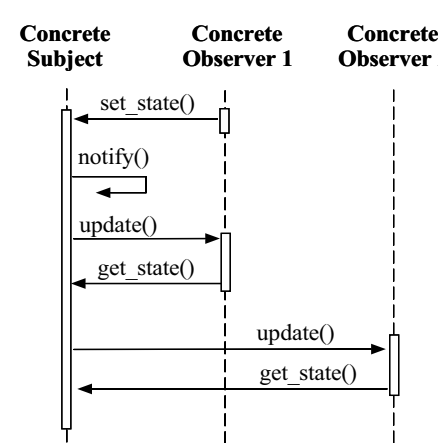 Concrete
Subject
Concrete
Observer 1
Concrete
Observer
set_state()
notify()
update()
get_state()
update()
get_state()